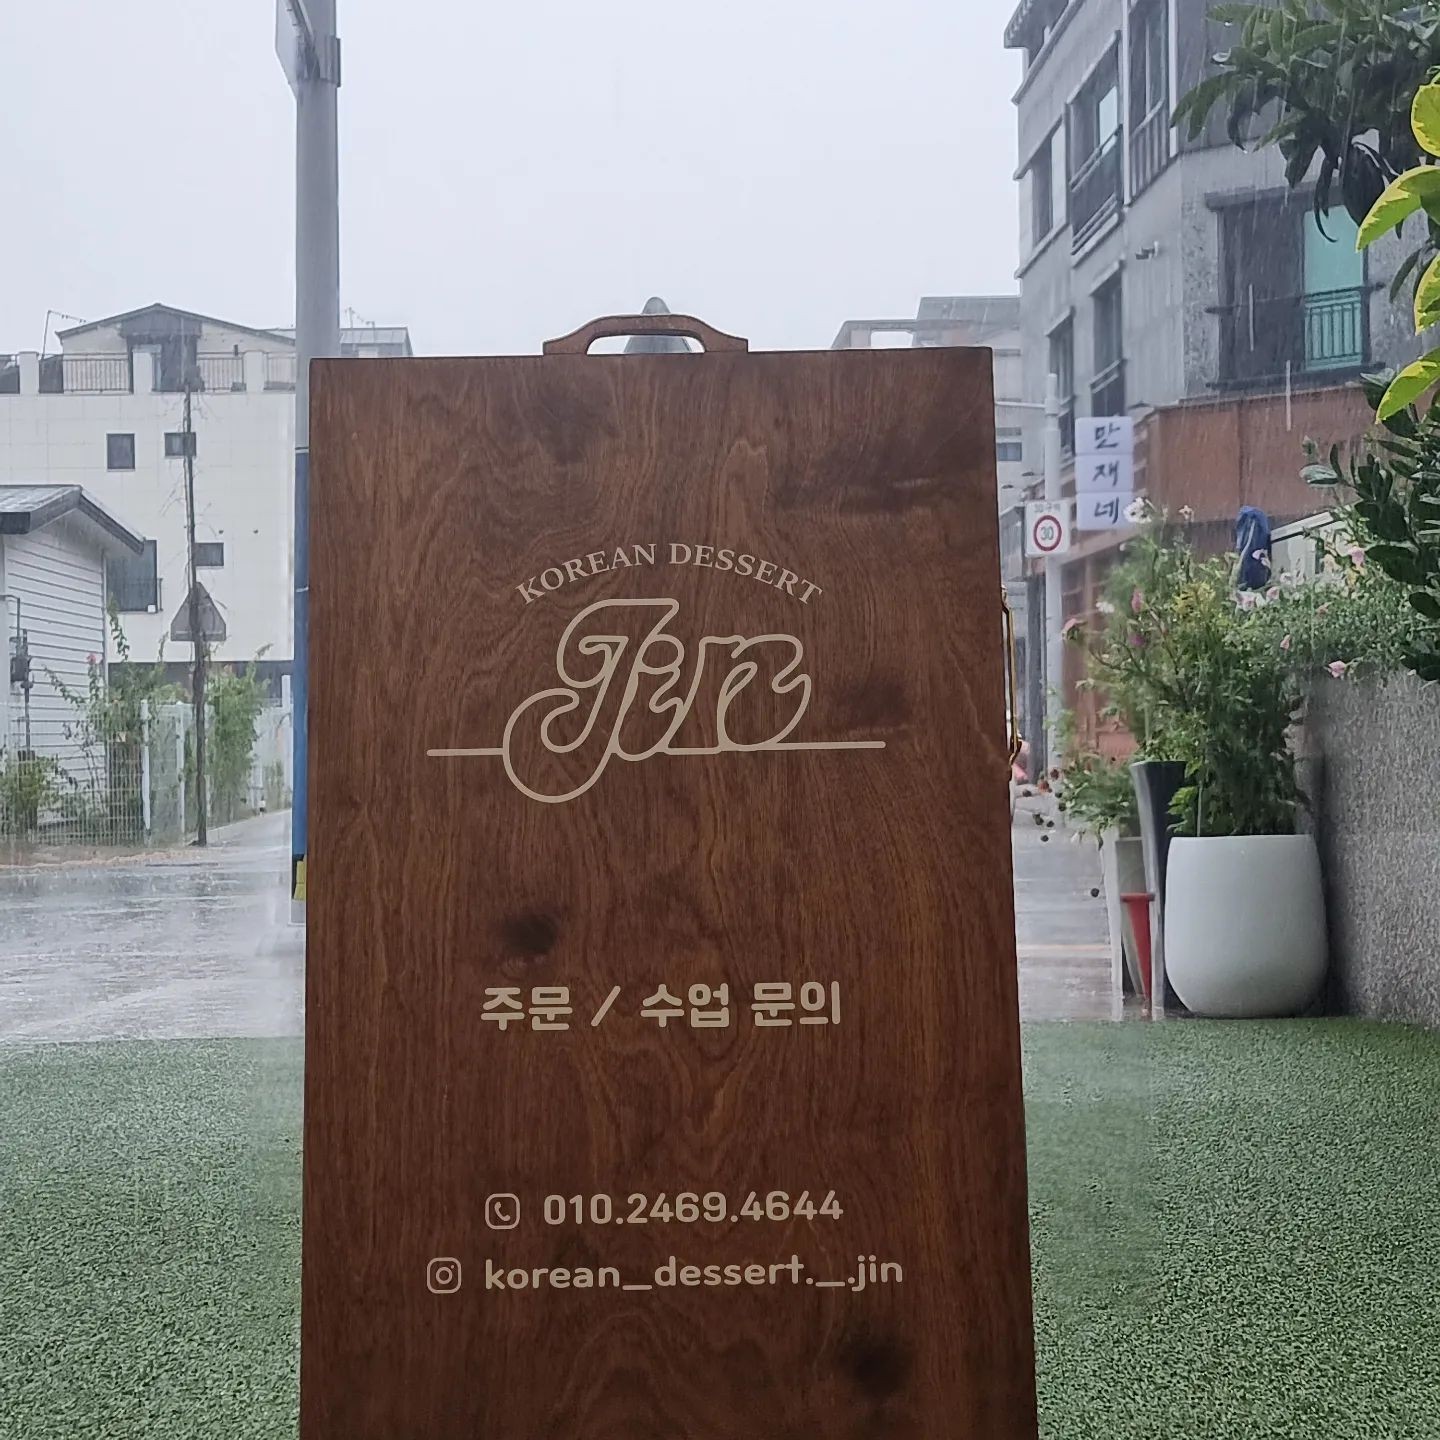 KOREAN DESSERT
Jin
주문 / 수업 문의
010.2469.4644
korean_dessert._.jin
만
재
네
30